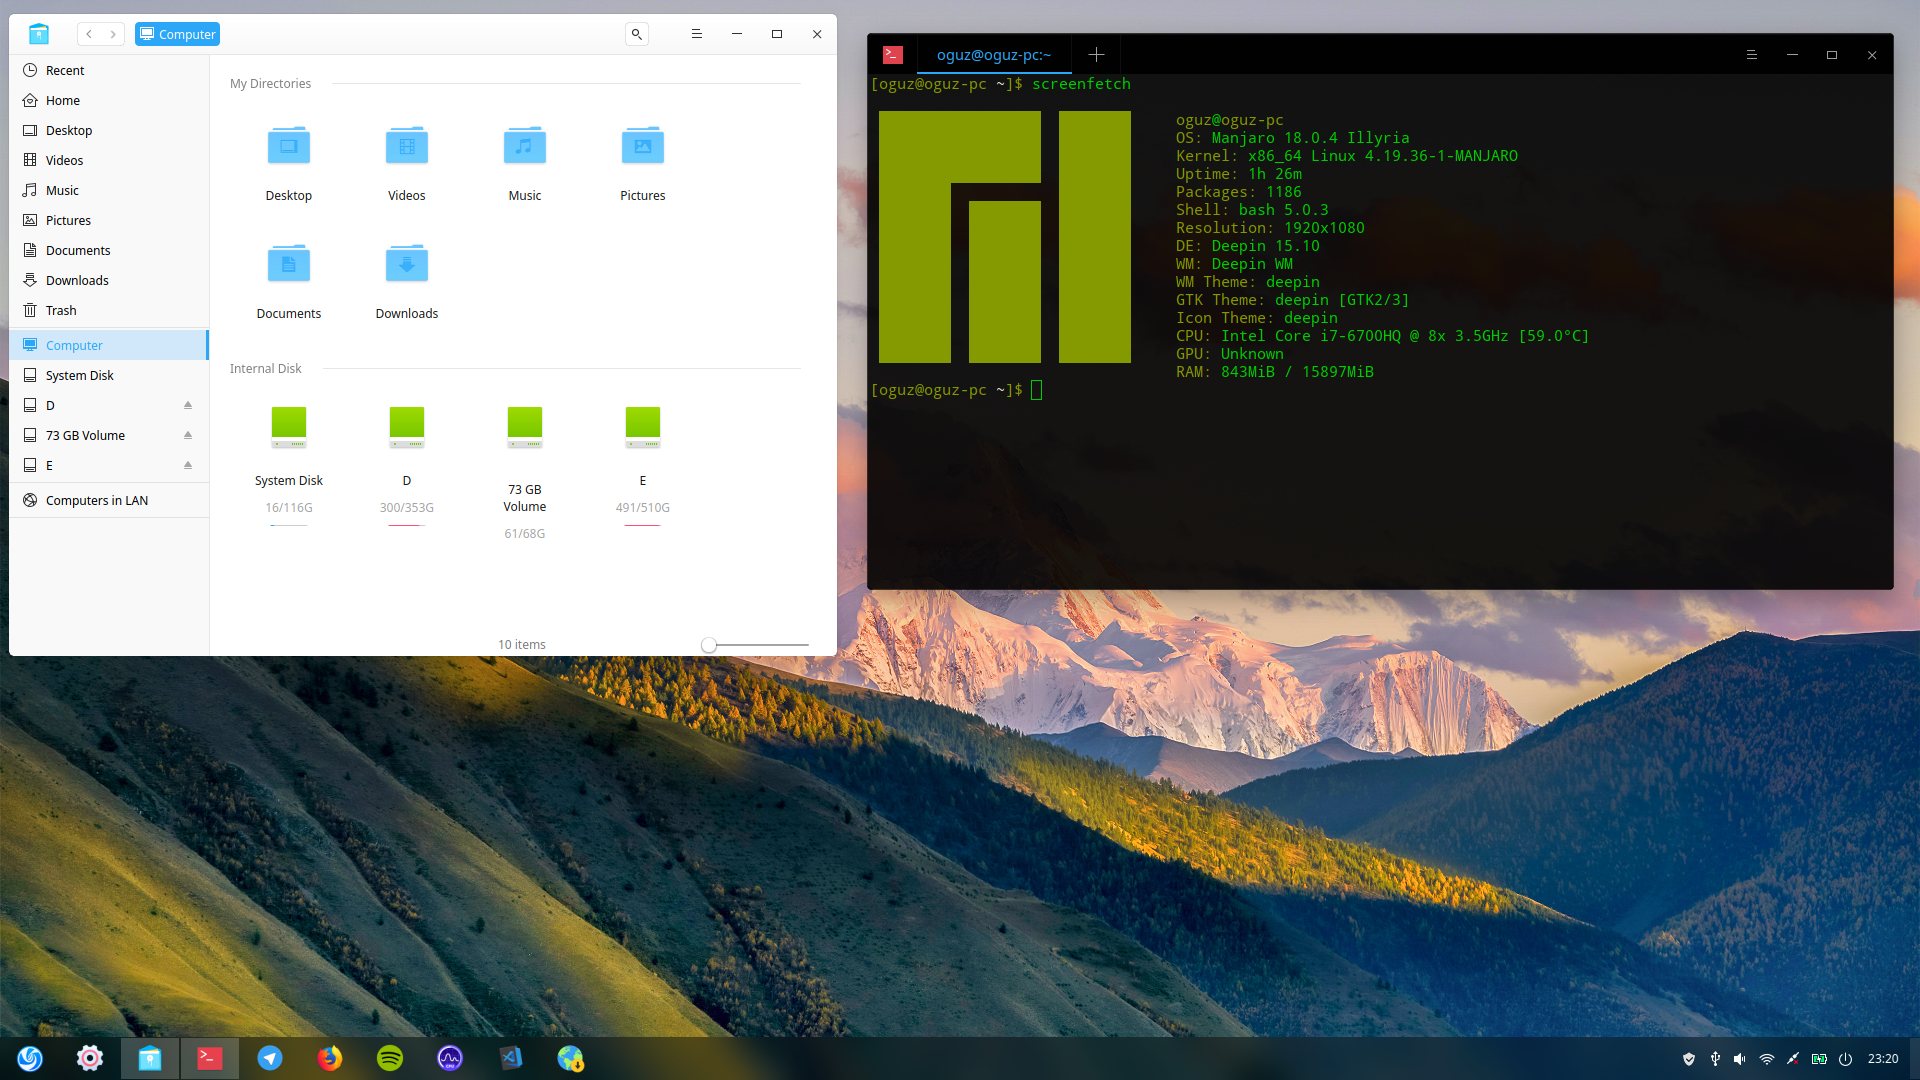 Computer
Recent
Home
Desktop
Videos
Music
Pictures
Documents
Downloads
Trash
Computer
System Disk
D
73 GB Volume
E
Computers in LAN
My Directories
Desktop
Videos
Music
Pictures
Documents
Downloads
Internal Disk
System Disk
16/116G
D
300/353G
73 GB
Volume
61/68G
E
491/510G
10 items
oguz@oguz-pc:~
[oguz@oguz-pc ~]$ screenfetch
oguz@oguz-pc
OS: Manjaro 18.0.4 Illyria
Kernel: x86_64 Linux 4.19.36-1-MANJARO
Uptime: 1h 26m
Packages: 1186
Shell: bash 5.0.3
Resolution: 1920x1080
DE: Deepin 15.10
WM: Deepin WM
WM Theme: deepin
GTK Theme: deepin [GTK2/3]
Icon Theme: deepin
CPU: Intel Core i7-6700HQ @ 8x 3.5GHz [59.0°C]
GPU: Unknown
RAM: 843MiB / 15897MiB
[oguz@oguz-pc ~]$
23:20